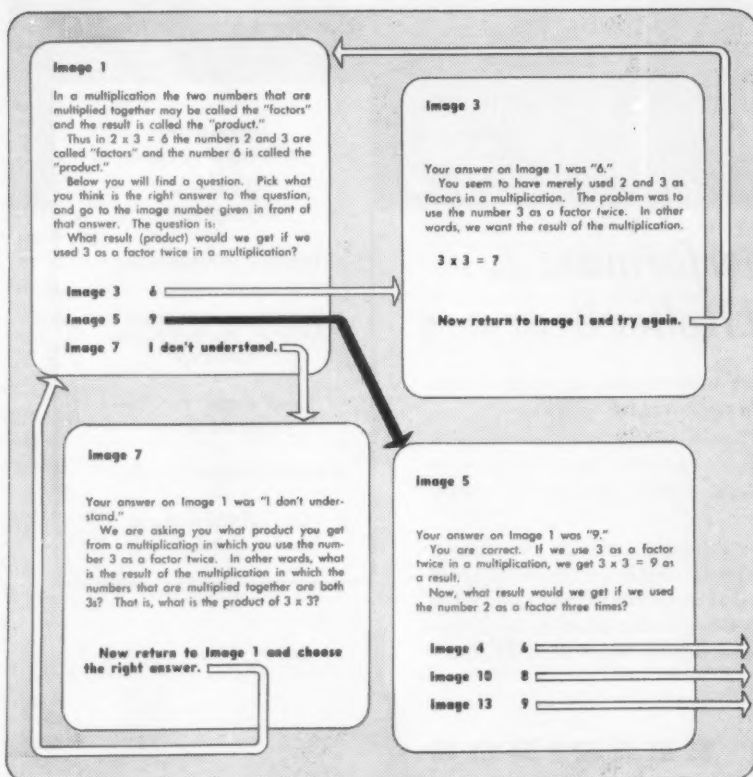 Image 1
In a multiplication the two numbers that are
multiplied together may be called the "factors"
and the result is called the "product."
Thus in 2 x 3 = 6 the numbers 2 and 3 are
called "factors" and the number 6 is called the
"product."
Below you will find a question. Pick what
you think is the right answer to the question,
and go to the image number given in front of
that answer. The question is:
What result (product) would we get if we
used 3 as a factor twice in a multiplication?
Image 3 6
Image 5 9
Image 7 I don't understand.
Image 3
Your answer on Image 1 was "6."
You seem to have merely used 2 and 3 as
factors in a multiplication. The problem was to
use the number 3 as a factor twice. In other
words, we want the result of the multiplication.
3 x 3 = ?
Now return to Image 1 and try again.
Image 7
Your answer on Image 1 was "I don't under-
stand."
We are asking you what product you get
from a multiplication in which you use the num-
ber 3 as a factor twice. In other words, what
is the result of the multiplication in which the
numbers that are multiplied together are both
3s? That is, what is the product of 3 x 3?
Now return to Image 1 and choose
the right answer.
Image 5
Your answer on Image 1 was "9."
You are correct. If we use 3 as a factor
twice in a multiplication, we get 3 x 3 = 9 as
a result.
Now, what result would we get if we used
the number 2 as a factor three times?
Image 4 6
Image 10 8
Image 13 9